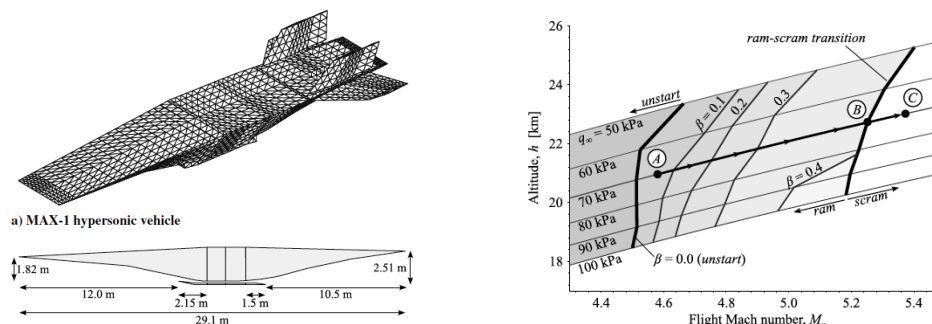 a) MAX-1 hypersonic vehicle
1.82 m
2.51 m
12.0 m
10.5 m
2.15 m
1.5 m
29.1 m
Altitude, h [km]
26
24
22
20
18
4.4
4.6
4.8
5.0
5.2
5.4
Flight Mach number, M∞
ram-scram transition
unstart
β = 0.1
0.2
0.3
β = 0.4
q∞ = 50 kPa
60 kPa
70 kPa
80 kPa
90 kPa
100 kPa
A
B
C
ram
scram
β = 0.0 (unstart)